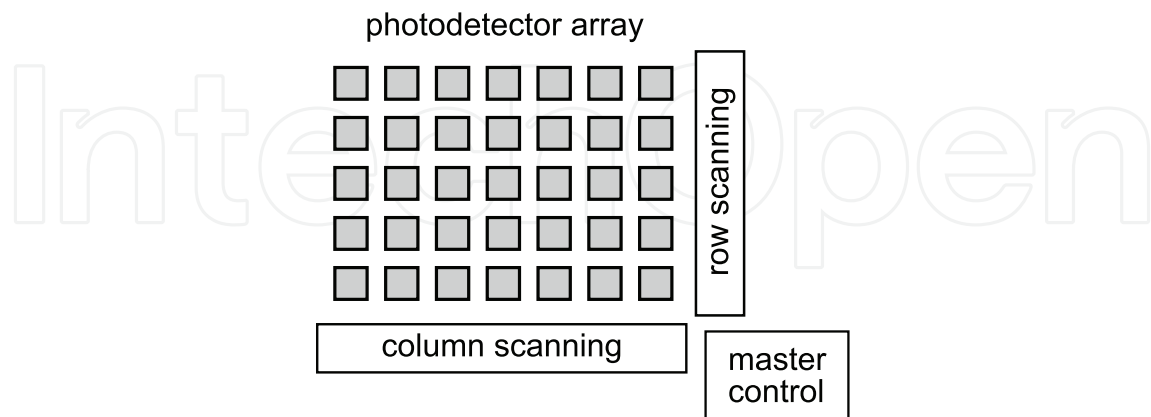 photodetector array
row scanning
column scanning
master
control
IntechOpen